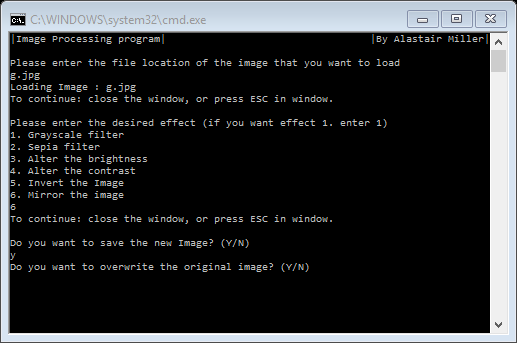 C:\WINDOWS\system32\cmd.exe
|Image Processing program| |By Alastair Miller|
Please enter the file location of the image that you want to load
g.jpg
Loading Image : g.jpg
To continue: close the window, or press ESC in window.
Please enter the desired effect (if you want effect 1. enter 1)
1. Grayscale filter
2. Sepia filter
3. Alter the brightness
4. Alter the contrast
5. Invert the Image
6. Mirror the image
6
To continue: close the window, or press ESC in window.
Do you want to save the new Image? (Y/N)
y
Do you want to overwrite the original image? (Y/N)